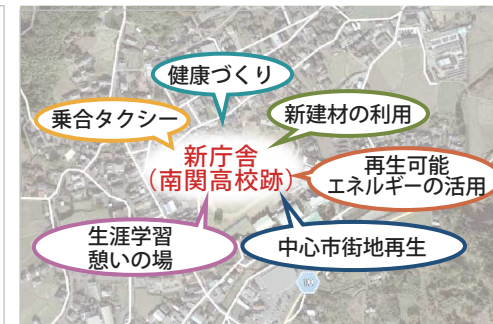 健康づくり
乗合タクシー
新建材の利用
新庁舎
(南関高校跡)
再生可能
エネルギーの活用
生涯学習
憩いの場
中心市街地再生